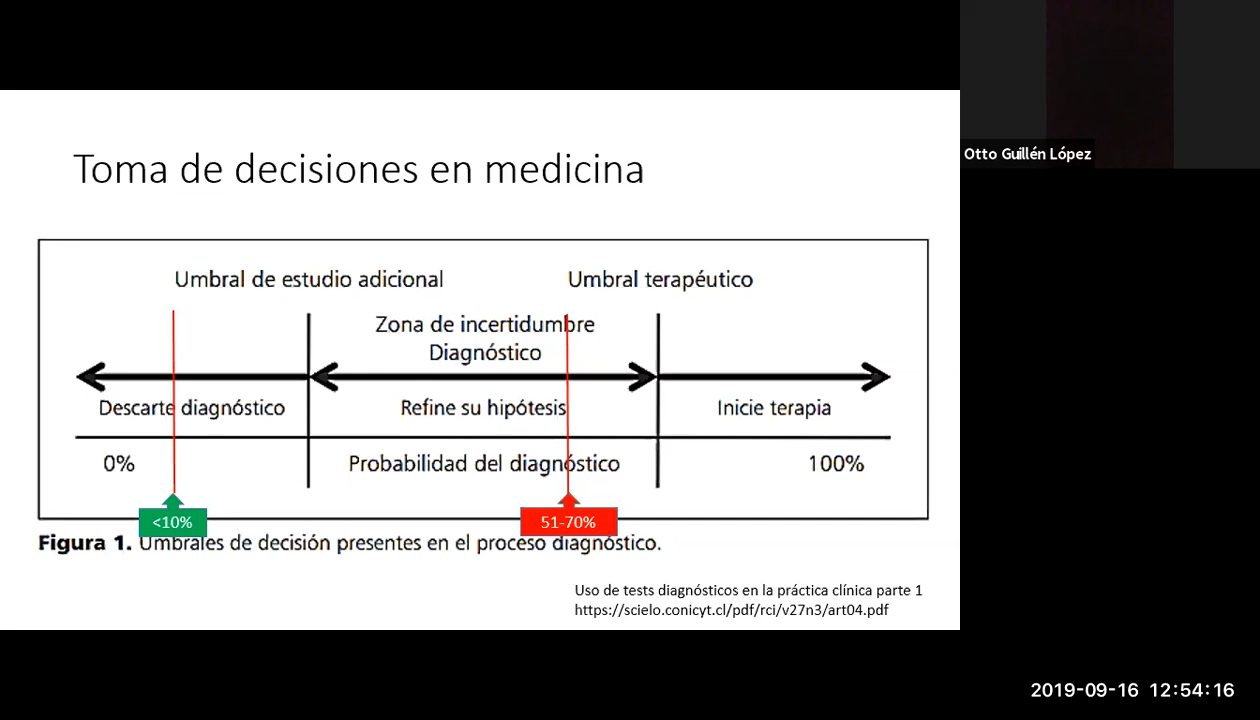 Toma de decisiones en medicina
Otto Guillén López
Umbral de estudio adicional
Umbral terapéutico
Zona de incertidumbre
Diagnóstico
Descarte diagnóstico
Refine su hipótesis
Inicie terapia
0%
Probabilidad del diagnóstico
100%
<10%
51-70%
Figura 1. Umbrales de decisión presentes en el proceso diagnóstico.
Uso de tests diagnósticos en la práctica clínica parte 1
https://scielo.conicyt.cl/pdf/rci/v27n3/art04.pdf
2019-09-16 12:54:16